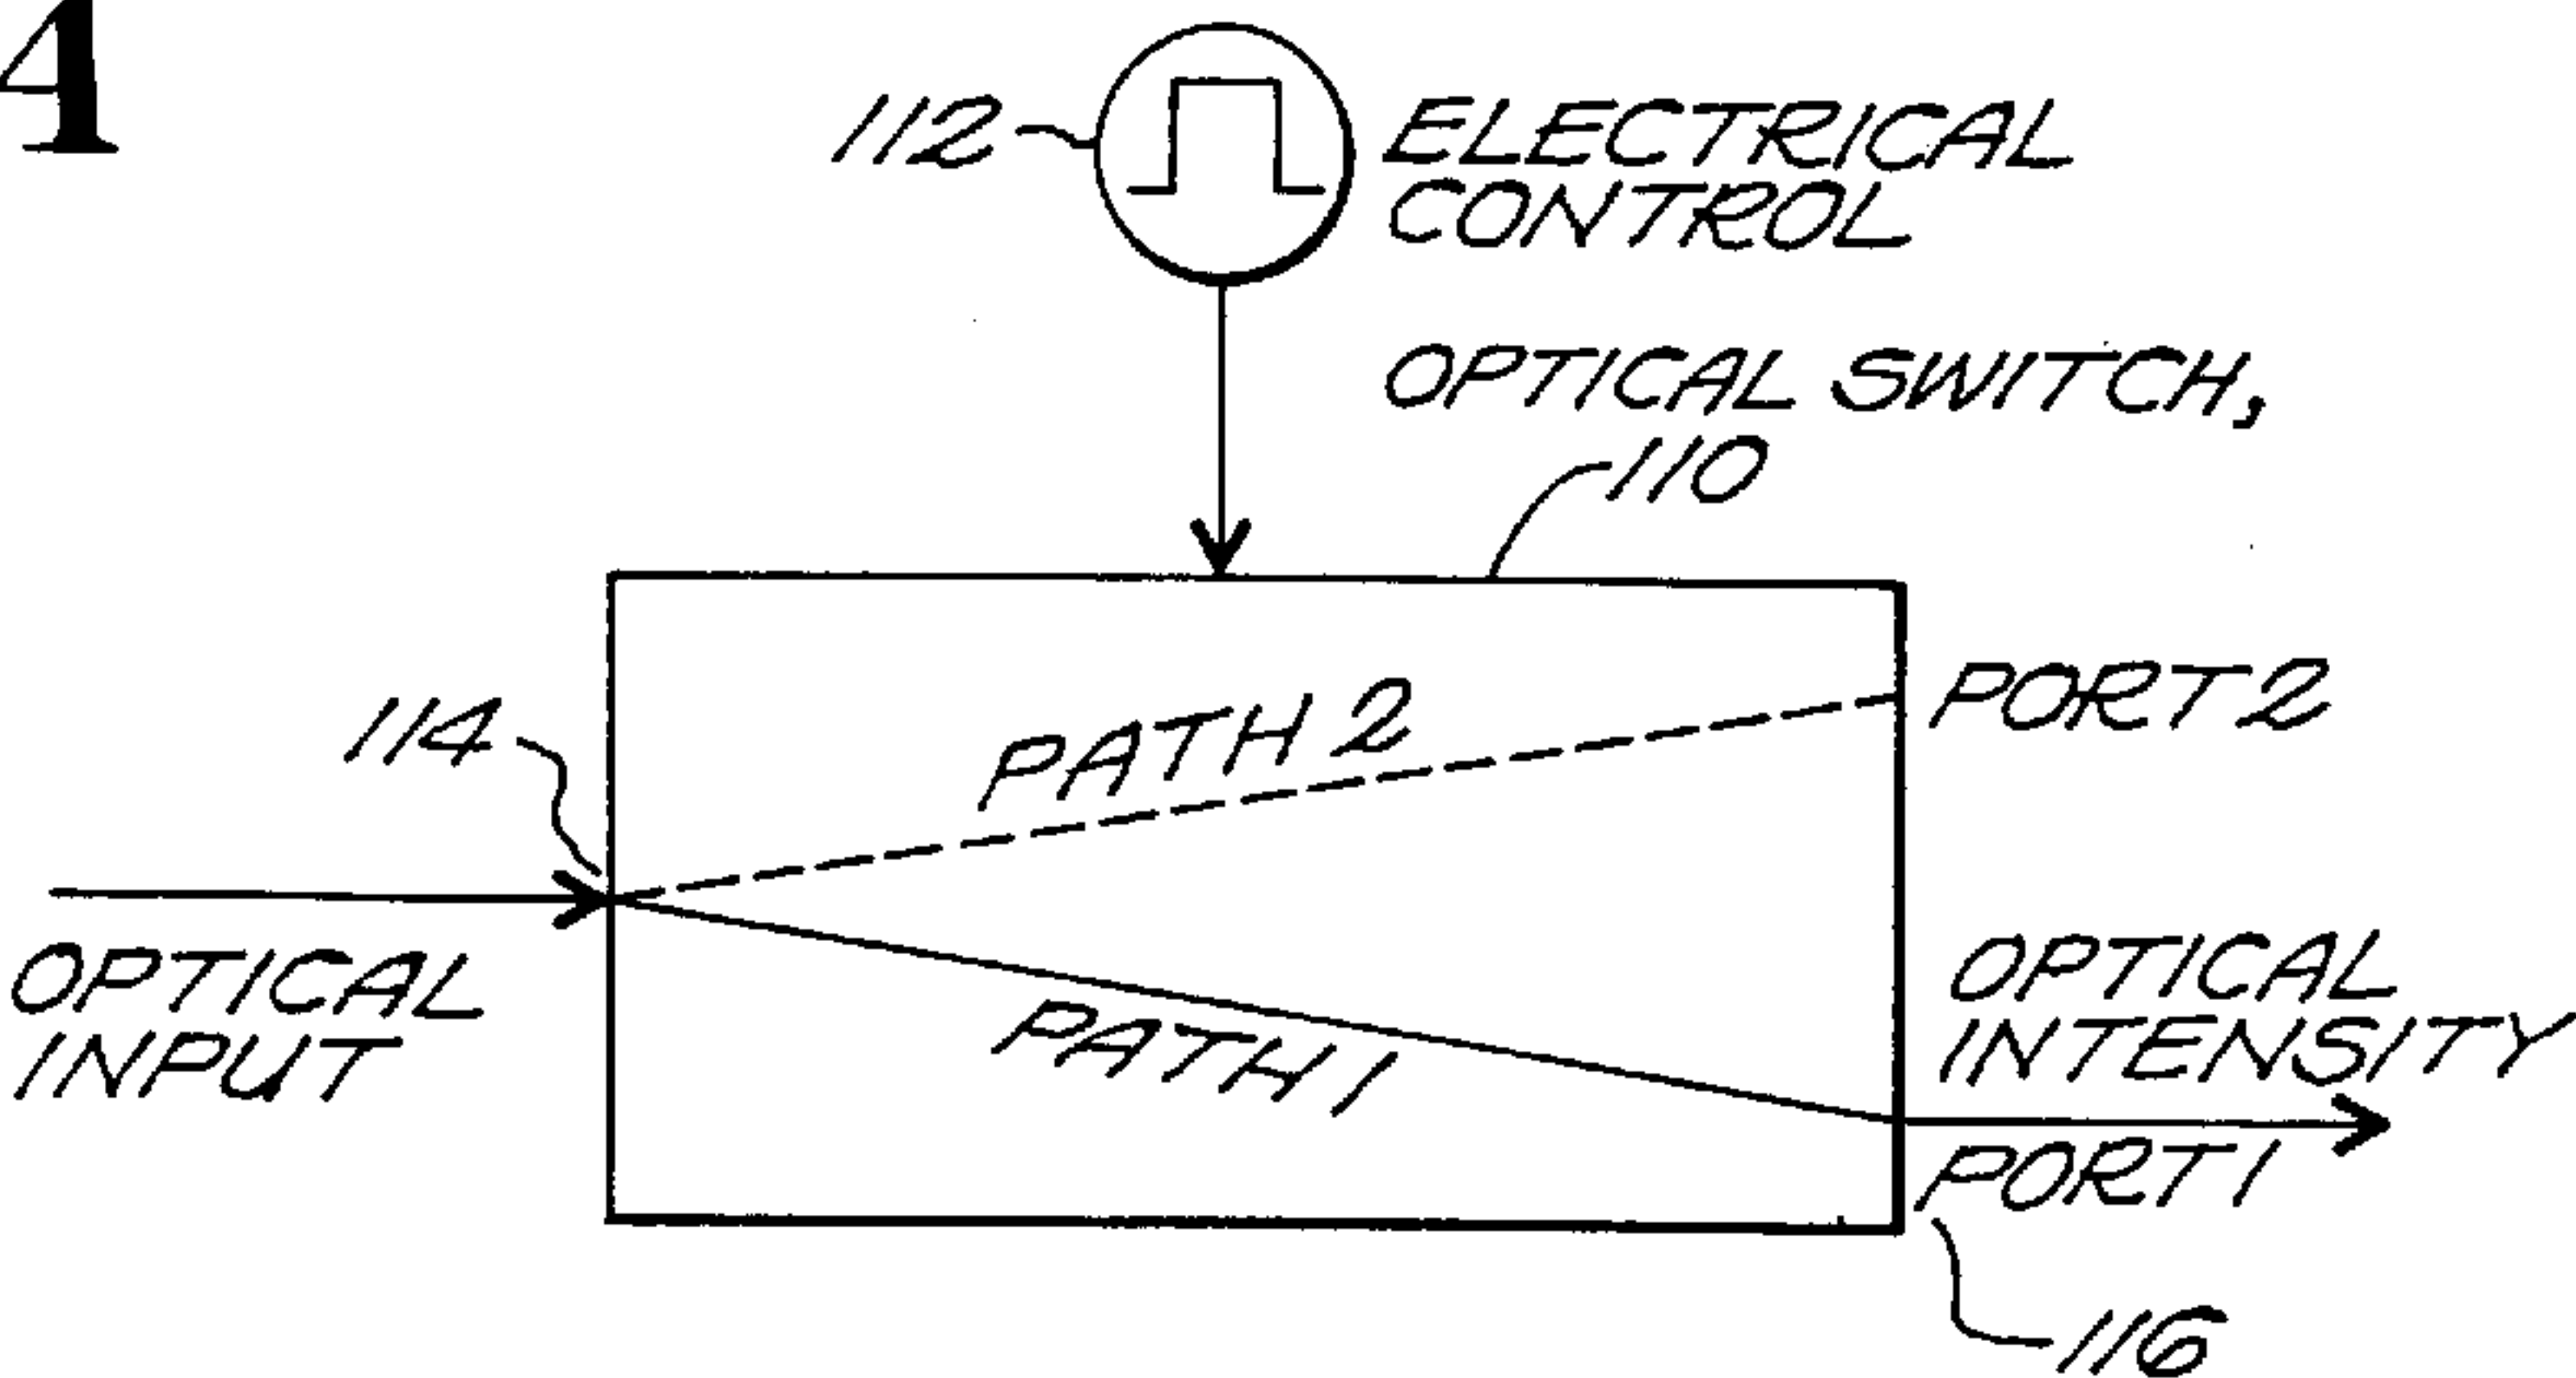 4
112
ELECTRICAL
CONTROL
OPTICAL SWITCH,
110
114
PATH 2
PORT 2
OPTICAL
INPUT
PATH 1
OPTICAL
INTENSITY
PORT 1
116